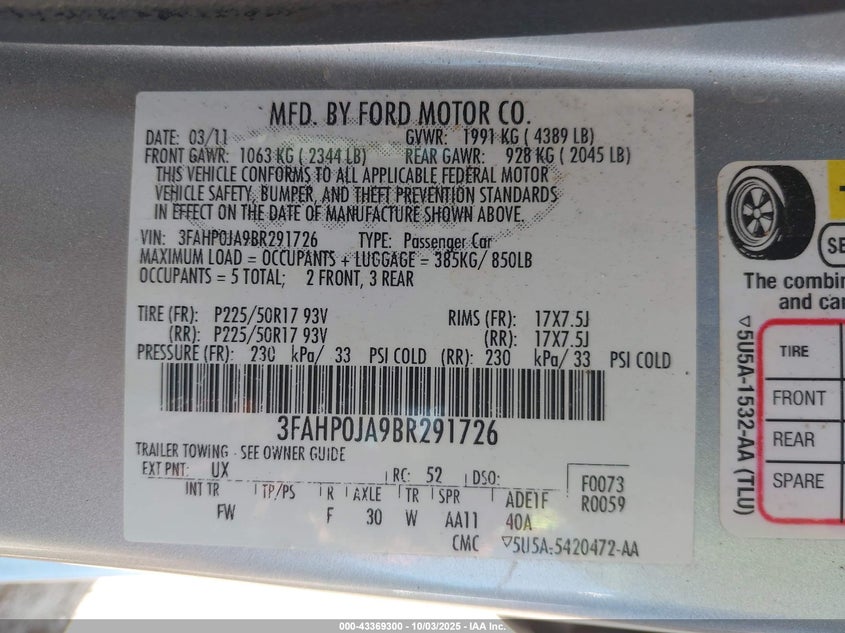 MFD. BY FORD MOTOR CO.
DATE: 03/11 GVWR: 1991 KG ( 4389 LB)
FRONT GAWR: 1063 KG ( 2344 LB) REAR GAWR: 928 KG ( 2045 LB)
THIS VEHICLE CONFORMS TO ALL APPLICABLE FEDERAL MOTOR
VEHICLE SAFETY, BUMPER, AND THEFT PREVENTION STANDARDS
IN EFFECT ON THE DATE OF MANUFACTURE SHOWN ABOVE.
VIN: 3FAHP0JA9BR291726 TYPE: Passenger Car
MAXIMUM LOAD = OCCUPANTS + LUGGAGE = 385KG/ 850LB
OCCUPANTS = 5 TOTAL; 2 FRONT, 3 REAR
TIRE (FR): P225/50R17 93V RIMS (FR): 17X7.5J
(RR): P225/50R17 93V (RR): 17X7.5J
PRESSURE (FR): 230 kPa/ 33 PSI COLD (RR): 230 kPa/ 33 PSI COLD
3FAHP0JA9BR291726
TRAILER TOWING - SEE OWNER GUIDE
EXT PNT: UX RC: 52 DSO: F0073
INT TR TP/PS R AXLE TR SPR ADE1F R0059
FW F 30 W AA11 40A
CMC ▽5U5A-5420472-AA
SE
The combin
and car
TIRE
FRONT
REAR
SPARE
▽5U5A-1532-AA (TLU)
000-43369300 - 10/03/2025 - IAA Inc.